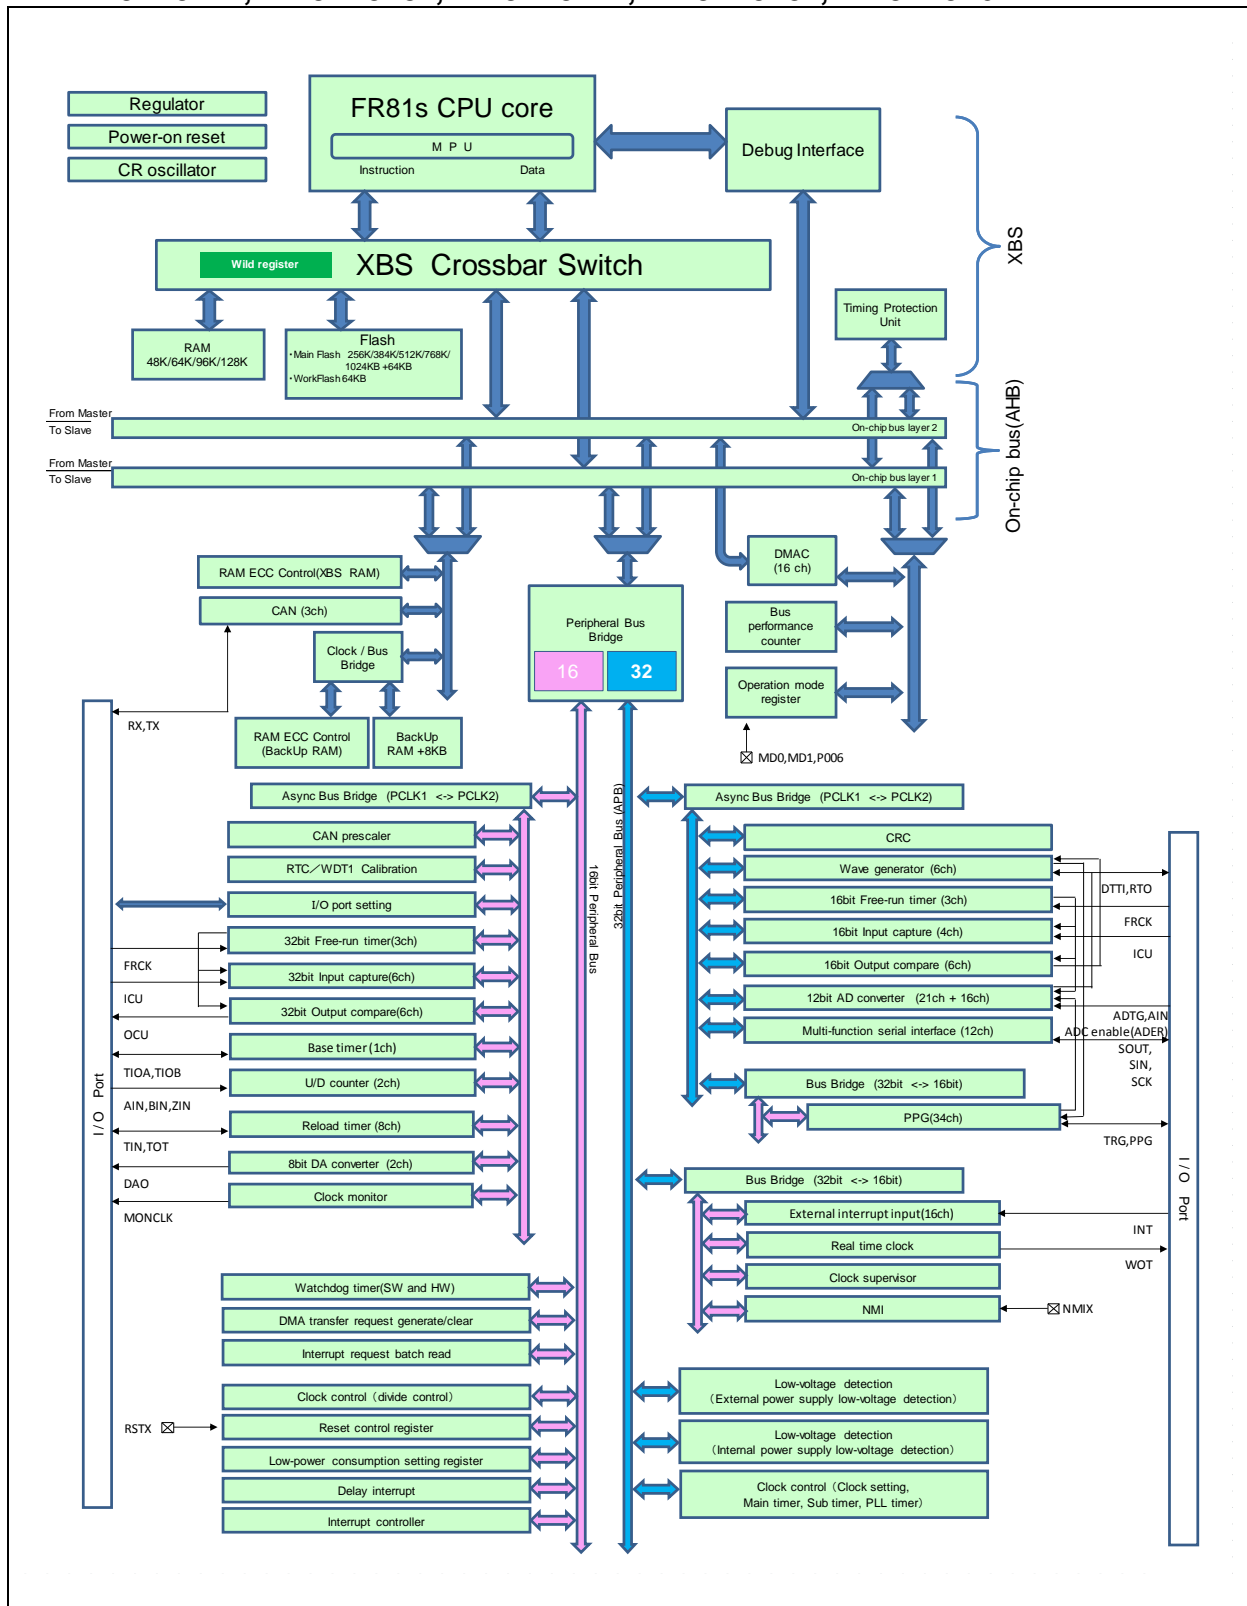 Regulator
Power-on reset
CR oscillator
FR81s CPU core
M P U
Instruction
Data
Debug Interface
XBS
Wild register
XBS Crossbar Switch
RAM
48K/64K/96K/128K
Flash
・Main Flash 256K/384K/512K/768K/
1024KB +64KB
・WorkFlash 64KB
Timing Protection
Unit
On-chip bus(AHB)
From Master
To Slave
On-chip bus layer 2
From Master
To Slave
On-chip bus layer 1
RAM ECC Control(XBS RAM)
CAN (3ch)
Clock / Bus
Bridge
RAM ECC Control
(BackUp RAM)
BackUp
RAM +8KB
RX,TX
Peripheral Bus
Bridge
16
32
DMAC
(16 ch)
Bus
performance
counter
Operation mode
register
MD0,MD1,P006
16bit Peripheral Bus
32bit Peripheral Bus (APB)
Async Bus Bridge (PCLK1 <-> PCLK2)
CAN prescaler
RTC／WDT1 Calibration
I/O port setting
32bit Free-run timer(3ch)
FRCK
32bit Input capture(6ch)
ICU
32bit Output compare(6ch)
OCU
Base timer (1ch)
TIOA,TIOB
U/D counter (2ch)
AIN,BIN,ZIN
Reload timer (8ch)
TIN,TOT
8bit DA converter (2ch)
DAO
Clock monitor
MONCLK
I / O Port
Watchdog timer(SW and HW)
DMA transfer request generate/clear
Interrupt request batch read
Clock control（divide control）
RSTX
Reset control register
Low-power consumption setting register
Delay interrupt
Interrupt controller
Async Bus Bridge (PCLK1 <-> PCLK2)
CRC
Wave generator (6ch)
DTTI,RTO
16bit Free-run timer (3ch)
FRCK
16bit Input capture (4ch)
ICU
16bit Output compare (6ch)
12bit AD converter (21ch + 16ch)
ADTG,AIN
ADC enable(ADER)
Multi-function serial interface (12ch)
SOUT,
SIN,
SCK
Bus Bridge (32bit <-> 16bit)
PPG(34ch)
TRG,PPG
I / O Port
Bus Bridge (32bit <-> 16bit)
External interrupt input(16ch)
INT
Real time clock
WOT
Clock supervisor
NMI
NMIX
Low-voltage detection
（External power supply low-voltage detection）
Low-voltage detection
（Internal power supply low-voltage detection）
Clock control（Clock setting,
Main timer, Sub timer, PLL timer）